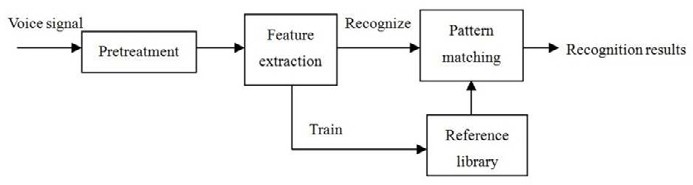 Voice signal
Pretreatment
Feature
extraction
Recognize
Pattern
matching
Recognition results
Train
Reference
library